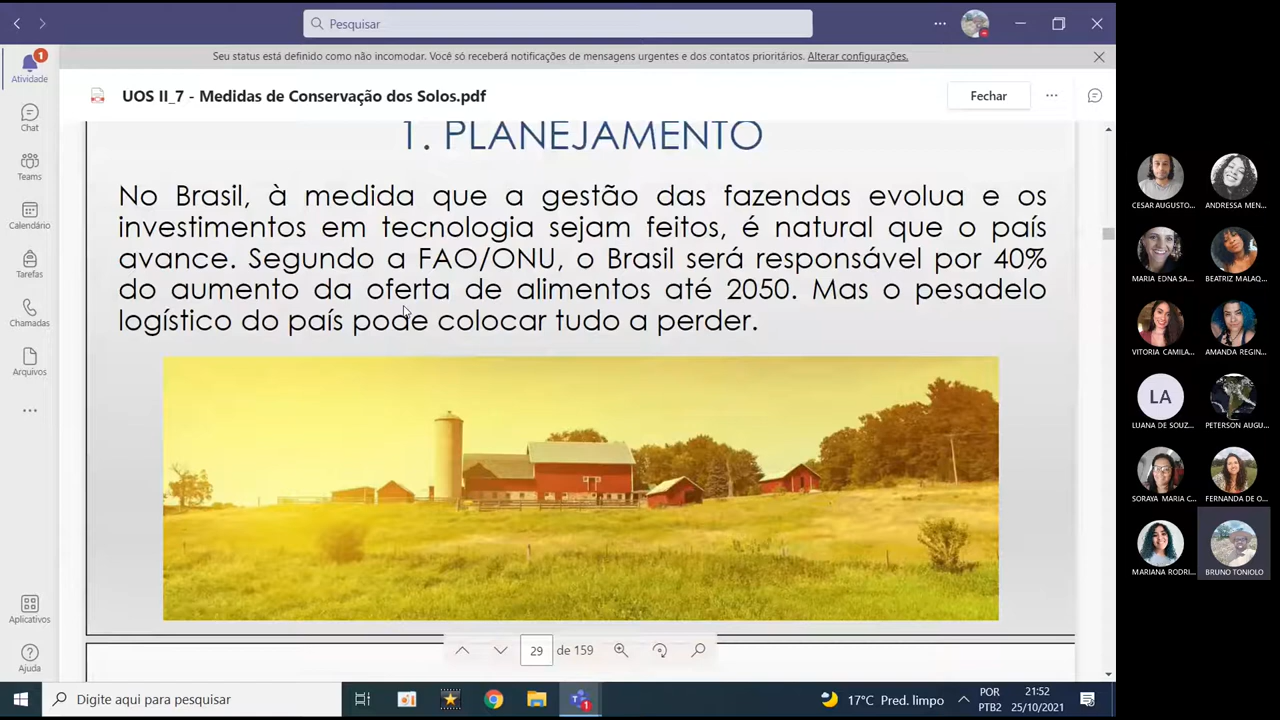 Pesquisar
Seu status está definido como não incomodar. Você só receberá notificações de mensagens urgentes e dos contatos prioritários. Alterar configurações.
1
Atividade
Chat
Teams
Calendário
Tarefas
Chamadas
Arquivos
Aplicativos
Ajuda
UOS II_7 - Medidas de Conservação dos Solos.pdf
Fechar
1. PLANEJAMENTO
No Brasil, à medida que a gestão das fazendas evolua e os
investimentos em tecnologia sejam feitos, é natural que o país
avance. Segundo a FAO/ONU, o Brasil será responsável por 40%
do aumento da oferta de alimentos até 2050. Mas o pesadelo
logístico do país pode colocar tudo a perder.
29 de 159
CESAR AUGUSTO...
ANDRESSA MEN...
MARIA EDNA SA...
BEATRIZ MALAQ...
VITORIA CAMILA...
AMANDA REGIN...
LA
LUANA DE SOUZ...
PETERSON AUGU...
SORAYA MARIA C...
FERNANDA DE O...
MARIANA RODRI...
BRUNO TONIOLO
Digite aqui para pesquisar
1
17°C Pred. limpo
POR
PTB2
21:52
25/10/2021